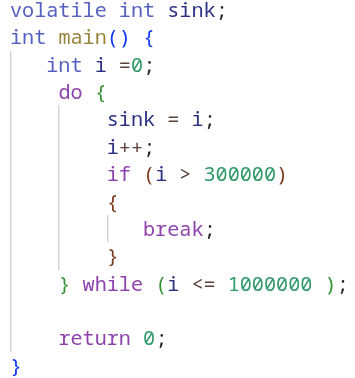 volatile int sink;
int main() {
   int i =0;
    do {
        sink = i;
        i++;
        if (i > 300000)
        {
           break;
        }
    } while (i <= 1000000 );

    return 0;
}